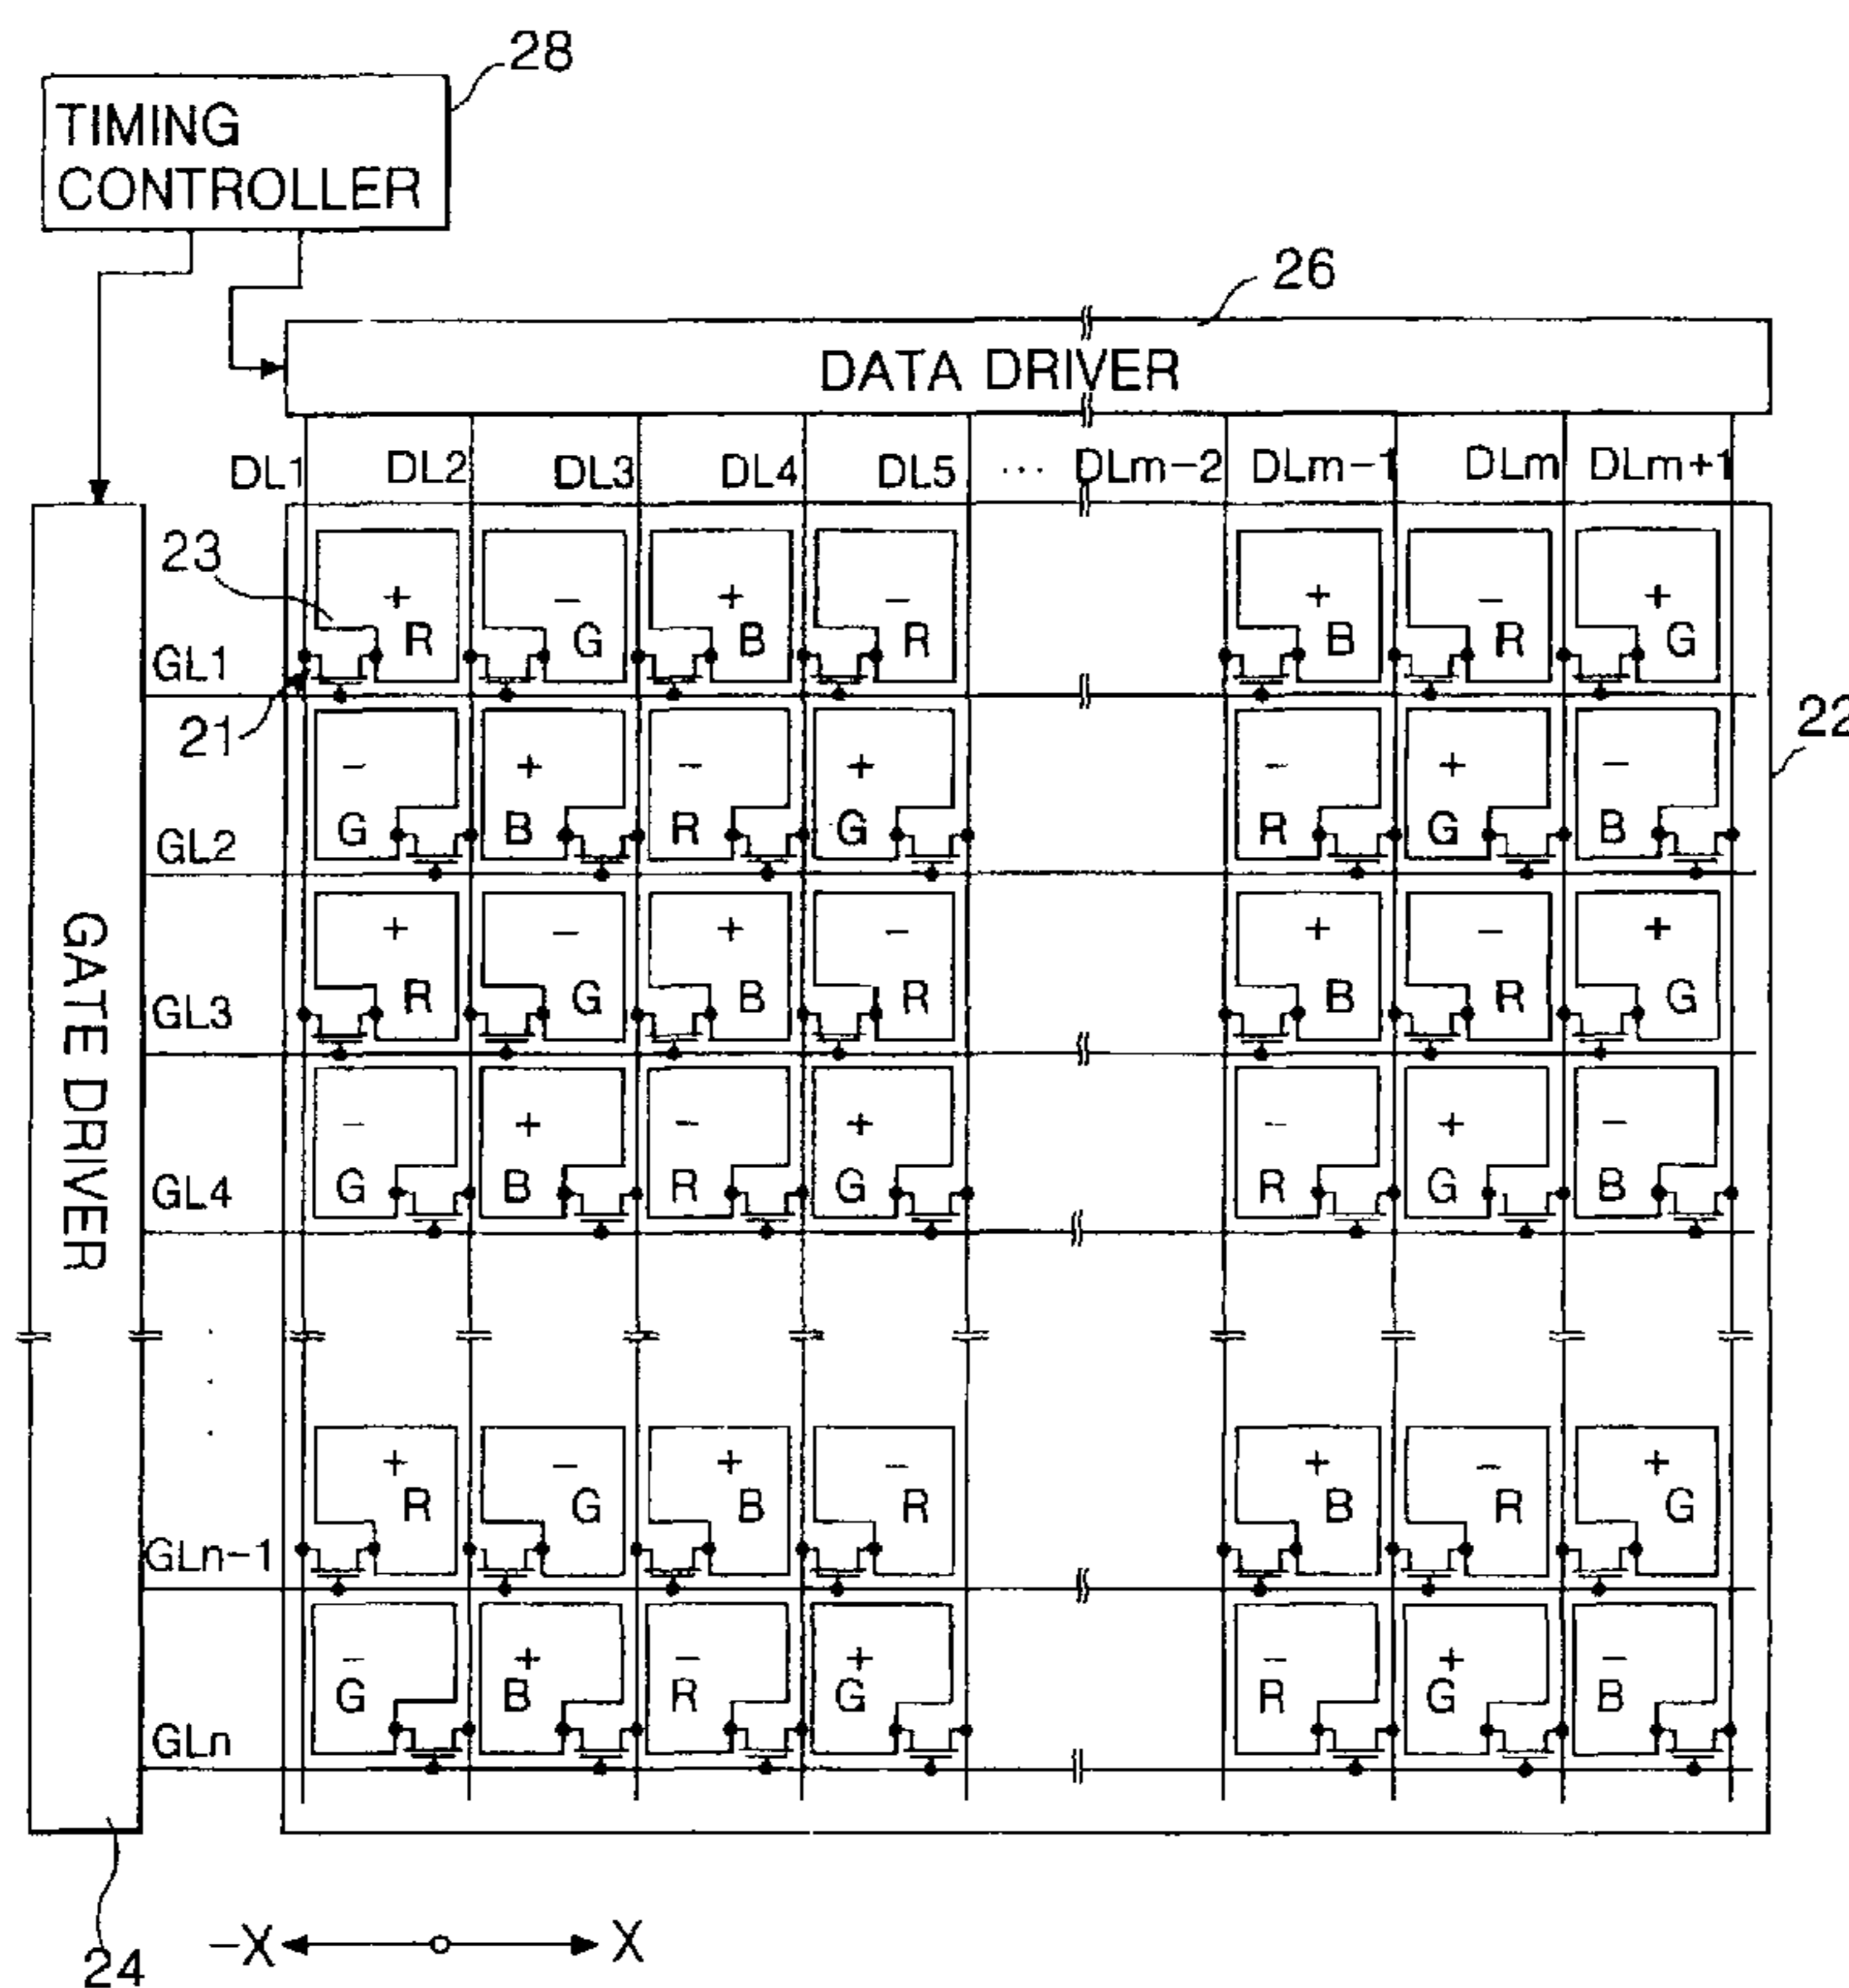 28
TIMING
CONTROLLER
26
DATA DRIVER
DL1 DL2 DL3 DL4 DL5 ... DLm-2 DLm-1 DLm DLm+1
23
+ - + - + - +
R G B R B R G
GL1
21
22
- + - + - + -
G B R G R G B
GL2
+ - + - + - +
R G B R B R G
GL3
- + - + - + -
G B R G R G B
GL4
GATE DRIVER
+ - + - + - +
R G B R B R G
GLn-1
- + - + - + -
G B R G R G B
GLn
24
-X X